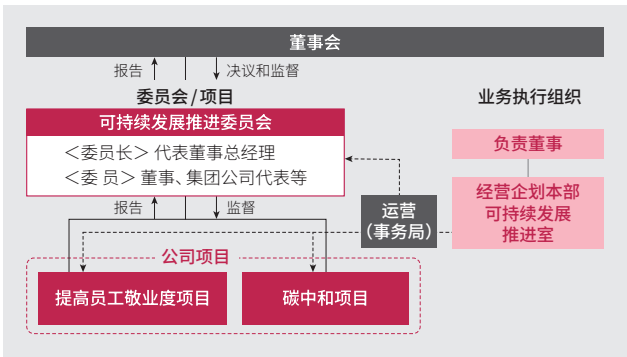 董事会
报告
决议和监督
委员会/项目
业务执行组织
可持续发展推进委员会
<委员长> 代表董事总经理
<委 员> 董事、集团公司代表等
负责董事
经营企划本部
可持续发展
推进室
报告
监督
运营
(事务局)
公司项目
提高员工敬业度项目
碳中和项目